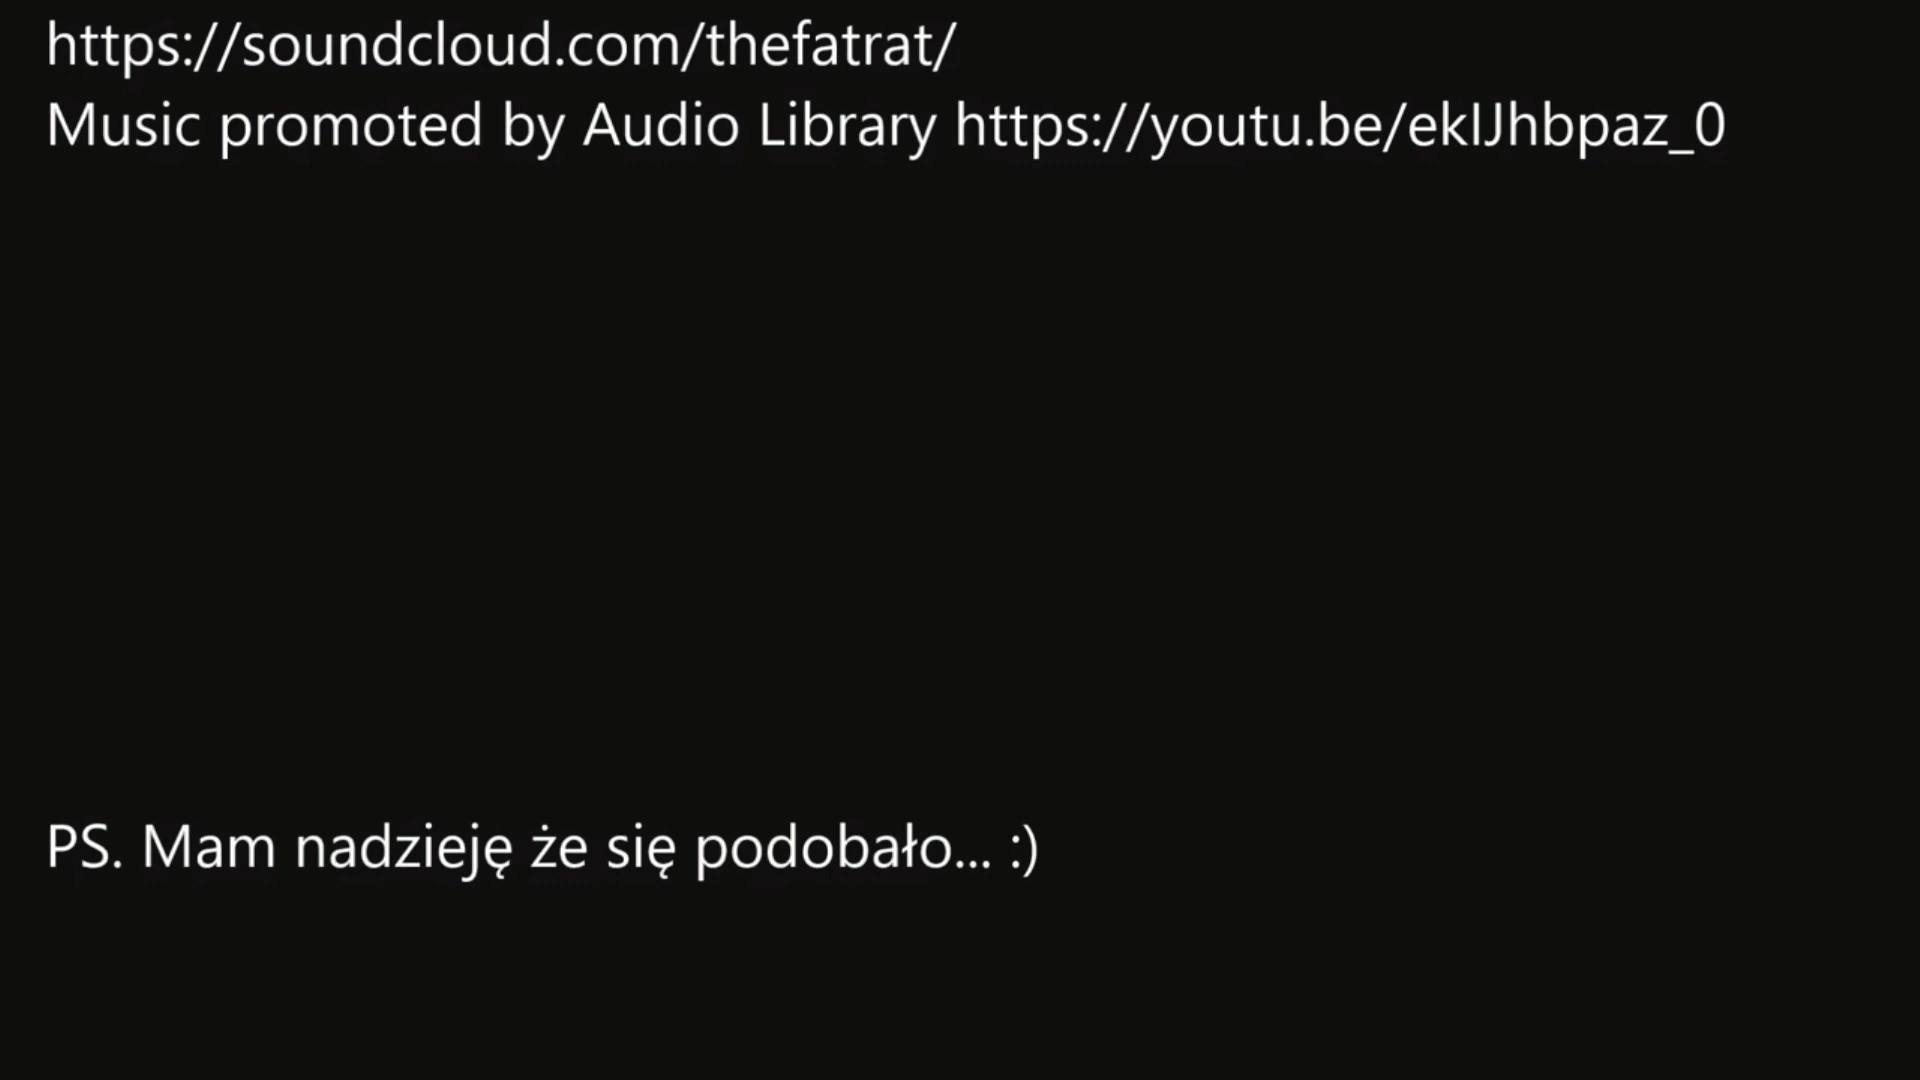 https://soundcloud.com/thefatrat/
Music promoted by Audio Library https://youtu.be/ekIJhbpaz_0
PS. Mam nadzieję że się podobało... :)